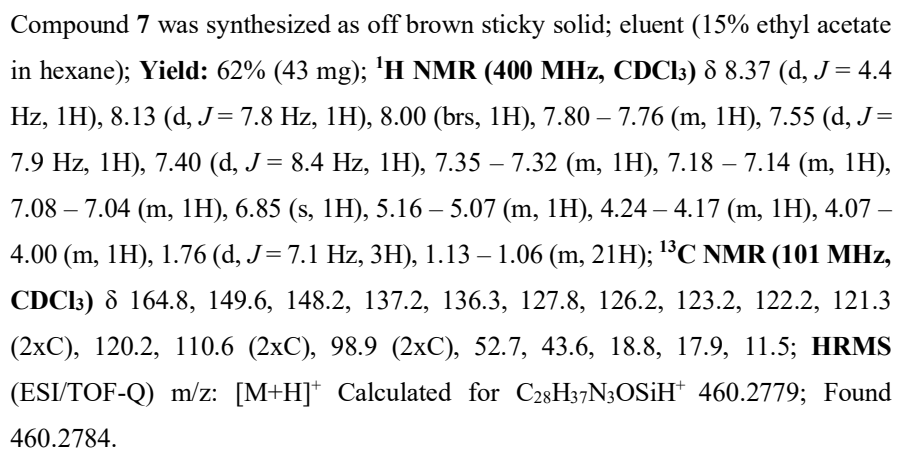 Compound 7 was synthesized as off brown sticky solid; eluent (15% ethyl acetate
in hexane); Yield: 62% (43 mg); ¹H NMR (400 MHz, CDCl₃) δ 8.37 (d, J = 4.4
Hz, 1H), 8.13 (d, J = 7.8 Hz, 1H), 8.00 (brs, 1H), 7.80 – 7.76 (m, 1H), 7.55 (d, J =
7.9 Hz, 1H), 7.40 (d, J = 8.4 Hz, 1H), 7.35 – 7.32 (m, 1H), 7.18 – 7.14 (m, 1H),
7.08 – 7.04 (m, 1H), 6.85 (s, 1H), 5.16 – 5.07 (m, 1H), 4.24 – 4.17 (m, 1H), 4.07 –
4.00 (m, 1H), 1.76 (d, J = 7.1 Hz, 3H), 1.13 – 1.06 (m, 21H); ¹³C NMR (101 MHz,
CDCl₃) δ 164.8, 149.6, 148.2, 137.2, 136.3, 127.8, 126.2, 123.2, 122.2, 121.3
(2xC), 120.2, 110.6 (2xC), 98.9 (2xC), 52.7, 43.6, 18.8, 17.9, 11.5; HRMS
(ESI/TOF-Q) m/z: [M+H]⁺ Calculated for C₂₈H₃₇N₃OSiH⁺ 460.2779; Found
460.2784.